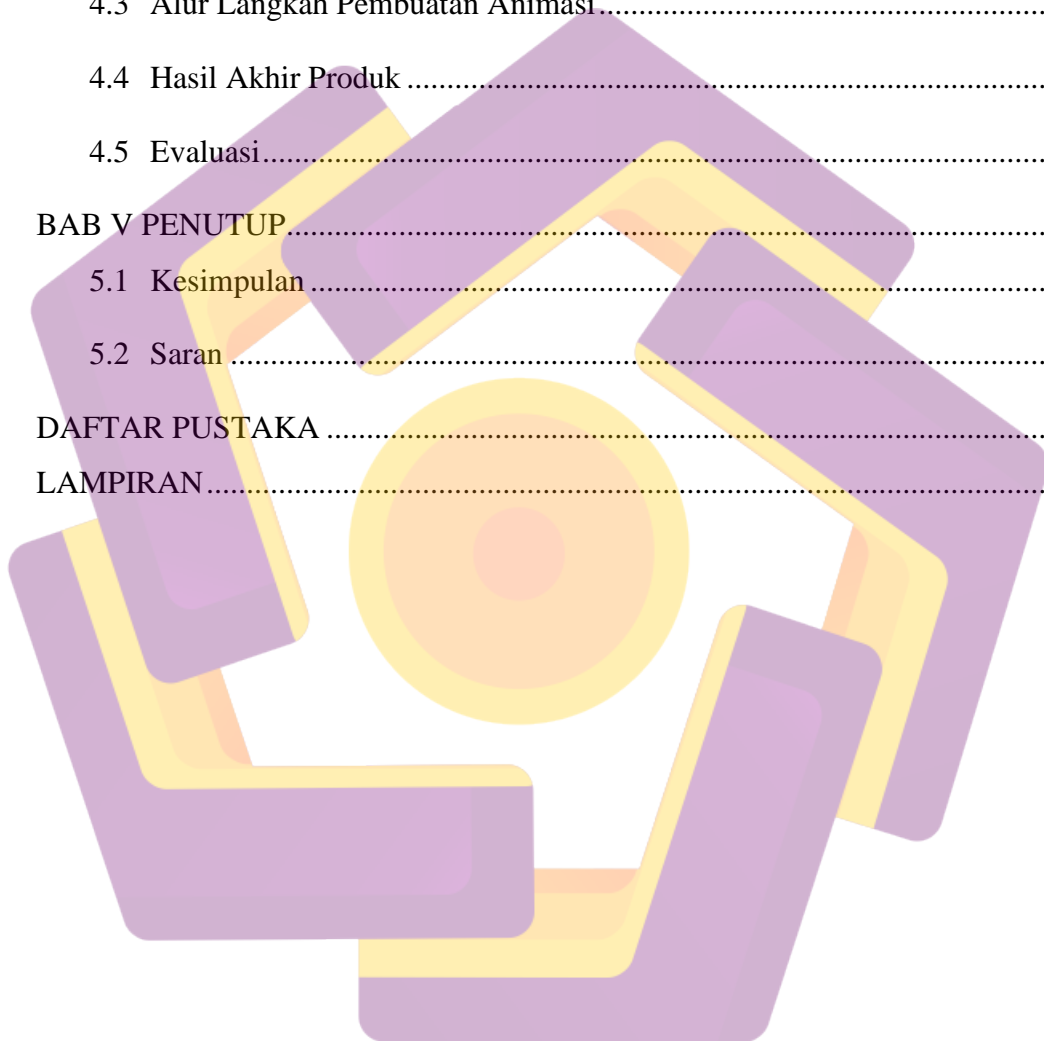 4.3 Alur Langkah Pembuatan Animasi................................................
4.4 Hasil Akhir Produk ................................................................
4.5 Evaluasi................................................................................
BAB V PENUTUP................................................................................
5.1 Kesimpulan ..........................................................................
5.2 Saran ....................................................................................
DAFTAR PUSTAKA ............................................................................
LAMPIRAN..........................................................................................